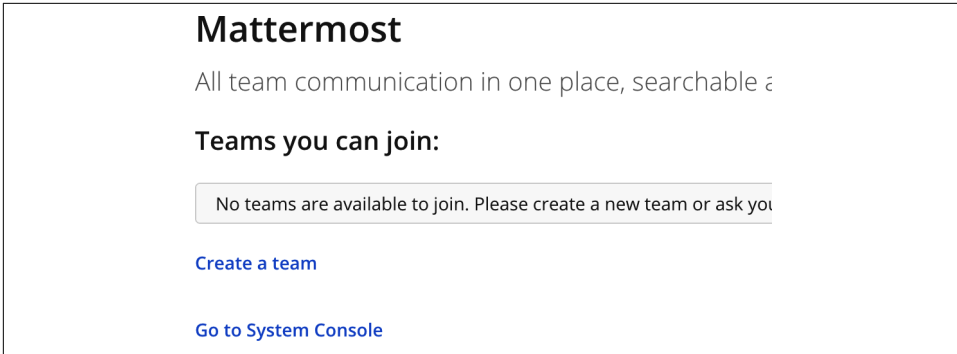 Mattermost
All team communication in one place, searchable
Teams you can join:
No teams are available to join. Please create a new team or ask
Create a team
Go to System Console